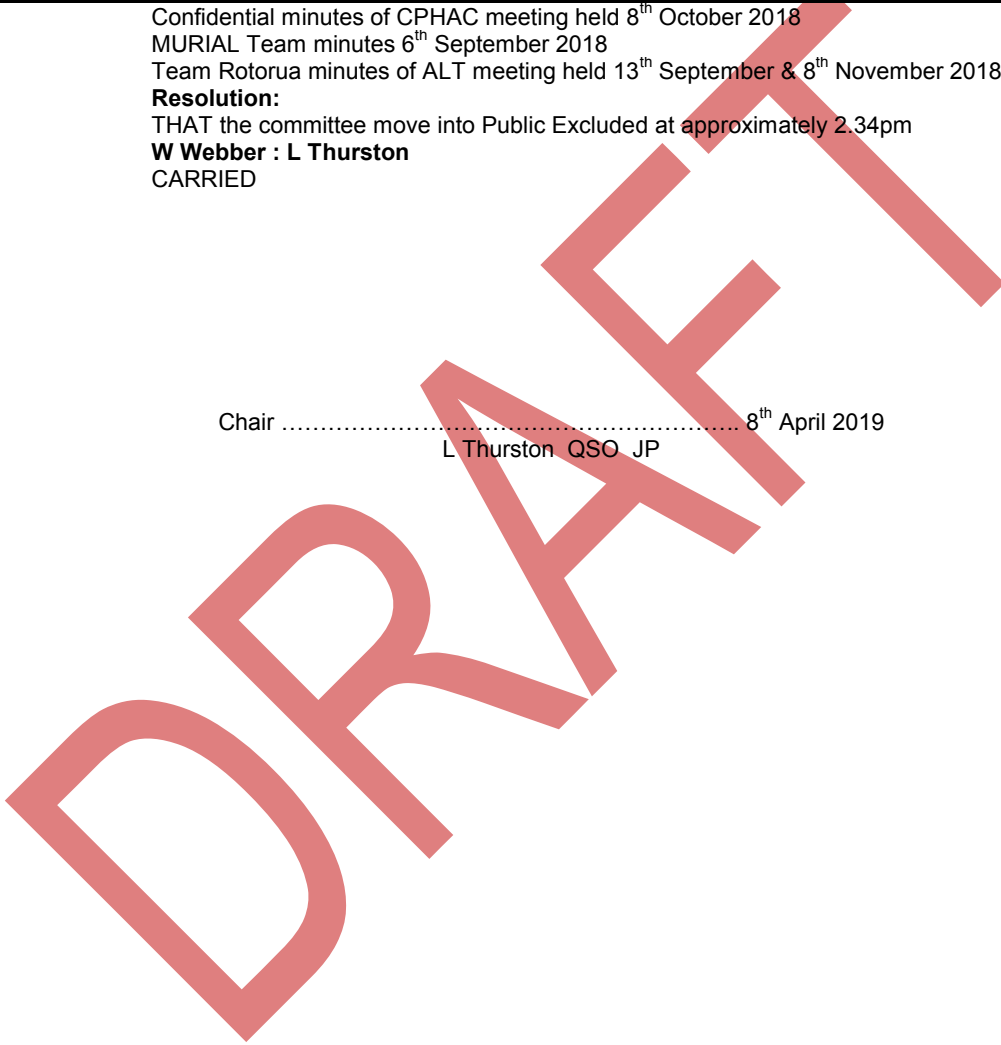 Confidential minutes of CPHAC meeting held 8th October 2018
MURIAL Team minutes 6th September 2018
Team Rotorua minutes of ALT meeting held 13th September & 8th November 2018
Resolution:
THAT the committee move into Public Excluded at approximately 2.34pm
W Webber : L Thurston
CARRIED
Chair ……………………………………………….. 8th April 2019
L Thurston QSO JP
DRAFT